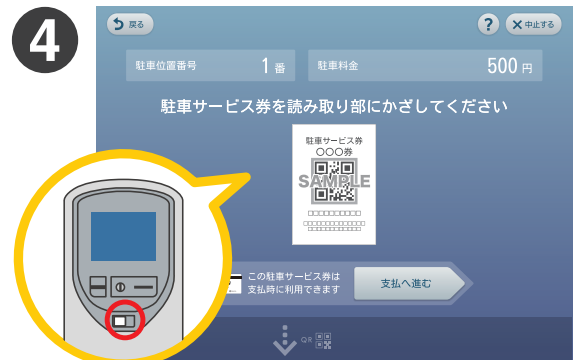 4
戻る
?
×中止する
駐車位置番号 1 番
駐車料金 500 円
駐車サービス券を読み取り部にかざしてください
駐車サービス券
〇〇〇券
SAMPLE
□□□□□□□□□□
この駐車サービス券は
支払時に利用できます
支払へ進む
QR